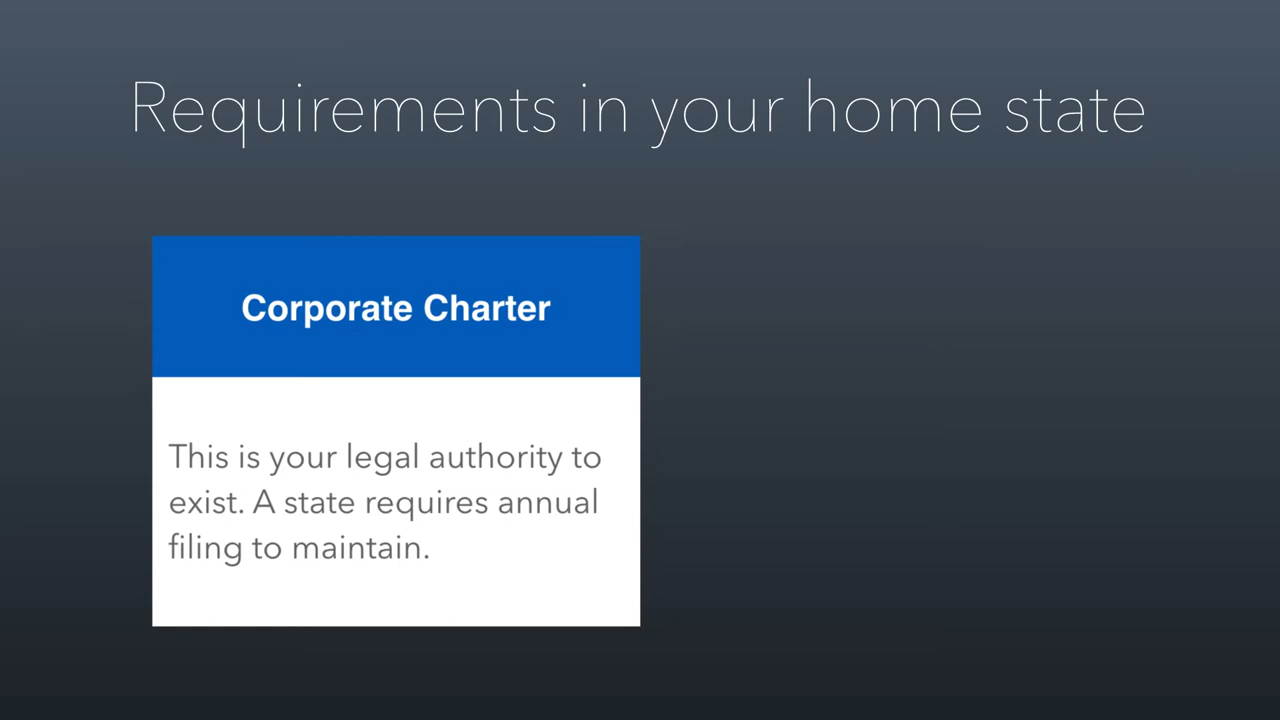 Requirements in your home state
Corporate Charter
This is your legal authority to
exist. A state requires annual
filing to maintain.